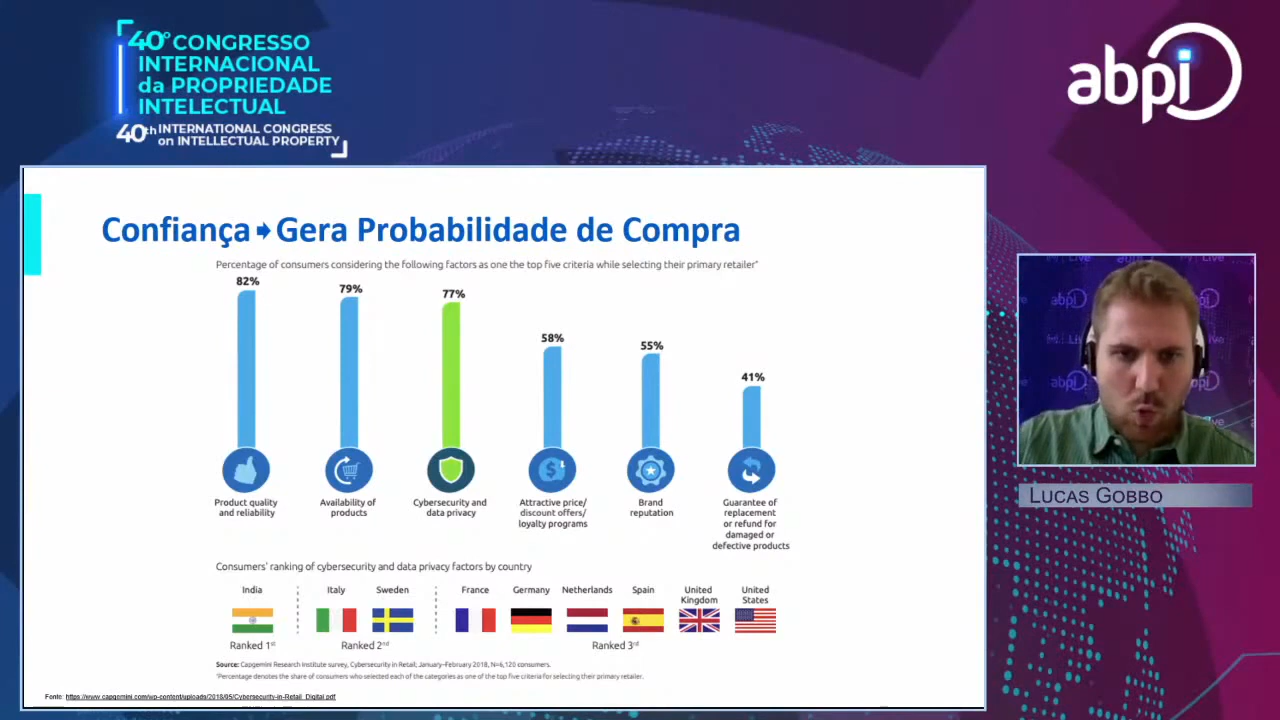 40º CONGRESSO
INTERNACIONAL
da PROPRIEDADE
INTELECTUAL
40th INTERNATIONAL CONGRESS
on INTELLECTUAL PROPERTY
abpi
Confiança → Gera Probabilidade de Compra
Percentage of consumers considering the following factors as one the top five criteria while selecting their primary retailer*
82%
79%
77%
58%
55%
41%
Product quality
and reliability
Availability of
products
Cybersecurity and
data privacy
Attractive price/
discount offers/
loyalty programs
Brand
reputation
Guarantee of
replacement
or refund for
damaged or
defective products
Consumers' ranking of cybersecurity and data privacy factors by country
India
Italy
Sweden
France
Germany
Netherlands
Spain
United
Kingdom
United
States
Ranked 1st
Ranked 2nd
Ranked 3rd
Source: Capgemini Research Institute survey, Cybersecurity in Retail; January–February 2018, N=6,120 consumers.
*Percentage denotes the share of consumers who selected each of the categories as one of the top five criteria for selecting their primary retailer.
Fonte: https://www.capgemini.com/wp-content/uploads/2018/05/Cybersecurity-in-Retail_Digital.pdf
LUCAS GOBBO